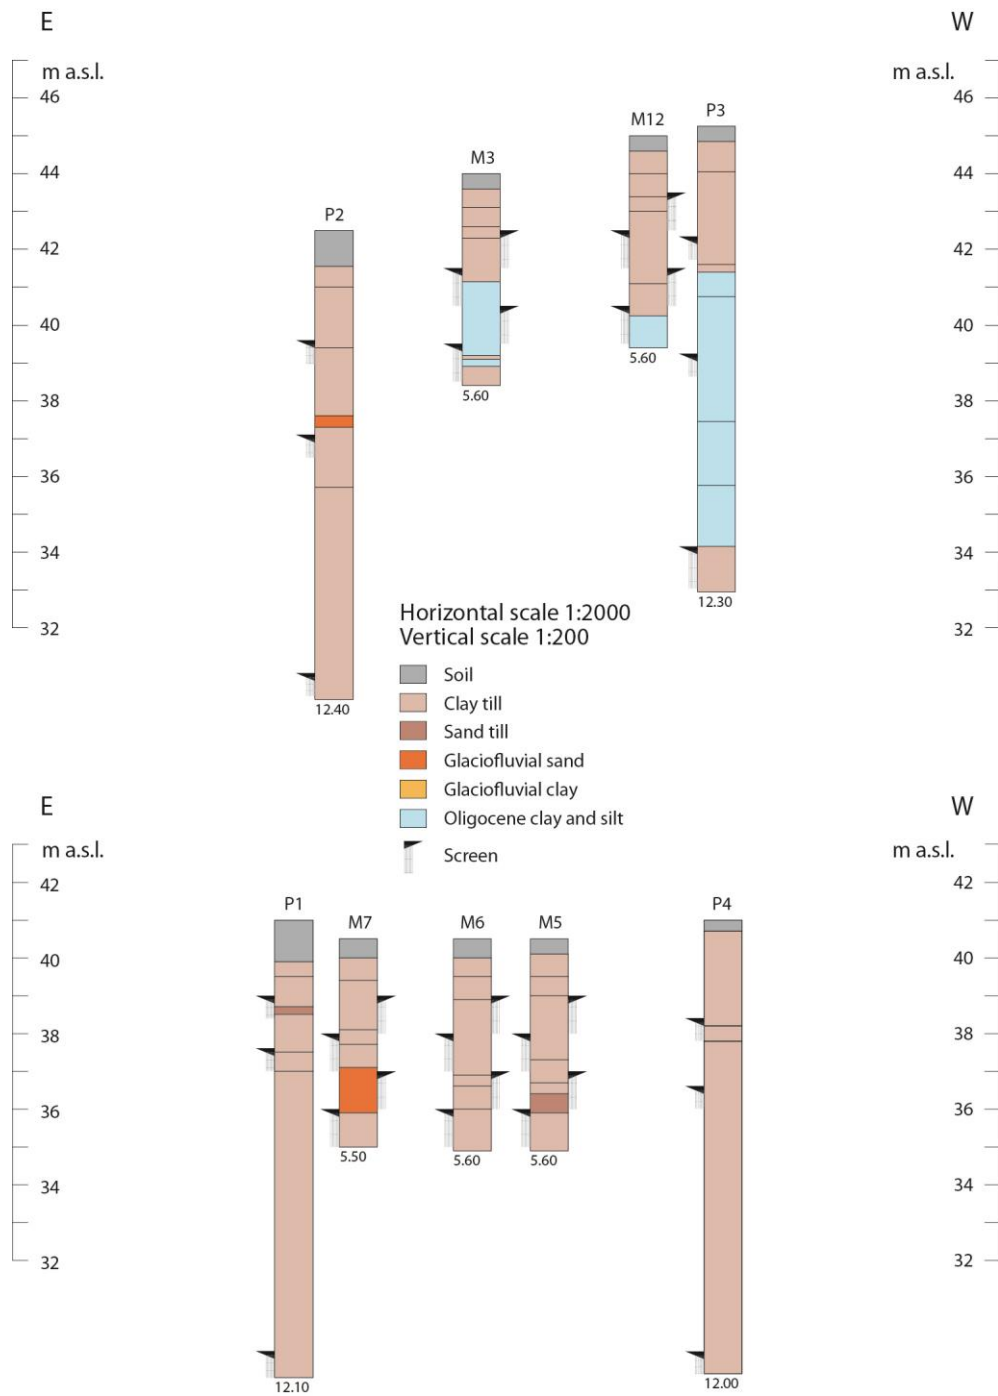 E
W
m a.s.l.
m a.s.l.
46
46
P3
M12
M3
44
44
P2
42
42
40
40
5.60
38
38
5.60
36
36
34
34
12.30
32
32
Horizontal scale 1:2000
Vertical scale 1:200
Soil
Clay till
12.40
Sand till
Glaciofluvial sand
Glaciofluvial clay
Oligocene clay and silt
Screen
E
W
m a.s.l.
m a.s.l.
42
42
P1
M7
M6
M5
P4
40
40
38
38
36
36
5.50
5.60
5.60
34
34
32
32
12.10
12.00